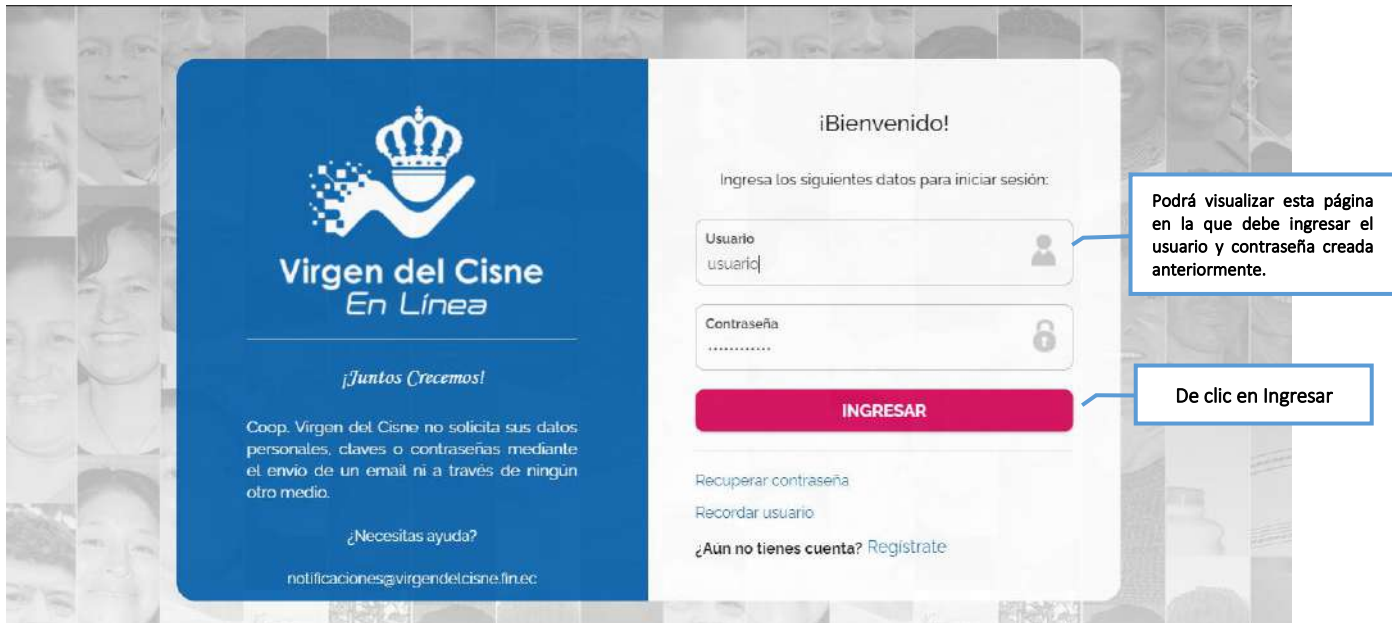 Virgen del Cisne
En Línea
¡Juntos Crecemos!
Coop. Virgen del Cisne no solicita sus datos
personales, claves o contraseñas mediante
el envío de un email ni a través de ningún
otro medio.
¿Necesitas ayuda?
notificaciones@virgendelcisne.fin.ec
¡Bienvenido!
Ingresa los siguientes datos para iniciar sesión:
Usuario
usuario
Contraseña
............
INGRESAR
Recuperar contraseña
Recordar usuario
¿Aún no tienes cuenta? Regístrate
Podrá visualizar esta página
en la que debe ingresar el
usuario y contraseña creada
anteriormente.
De clic en Ingresar